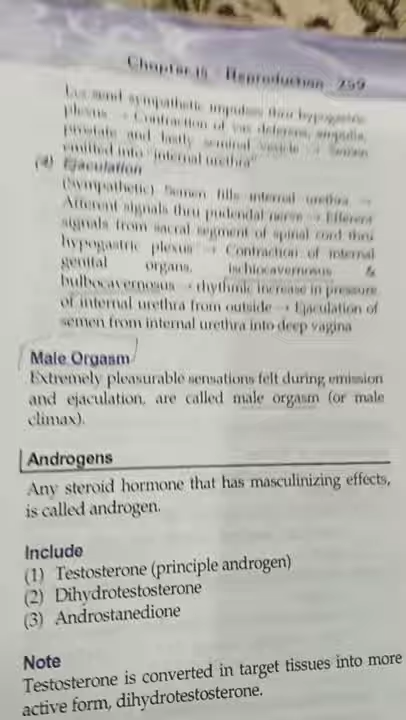 Chapter 15 Reproduction 259
send sympathetic impulses thru hypogastric
plexus → Contraction of vas deferens, ampulla,
prostate and lastly seminal vesicle → Semen
emitted into "internal urethra"
(4) Ejaculation
(Sympathetic) Semen fills internal urethra →
Afferent signals thru pudendal nerve → Efferent
signals from sacral segment of spinal cord thru
hypogastric plexus → Contraction of internal
genital organs, ischiocavernosus &
bulbocavernosus → rhythmic increase in pressure
of internal urethra from outside → Ejaculation of
semen from internal urethra into deep vagina
Male Orgasm
Extremely pleasurable sensations felt during emission
and ejaculation, are called male orgasm (or male
climax).
Androgens
Any steroid hormone that has masculinizing effects,
is called androgen.
Include
(1) Testosterone (principle androgen)
(2) Dihydrotestosterone
(3) Androstanedione
Note
Testosterone is converted in target tissues into more
active form, dihydrotestosterone.